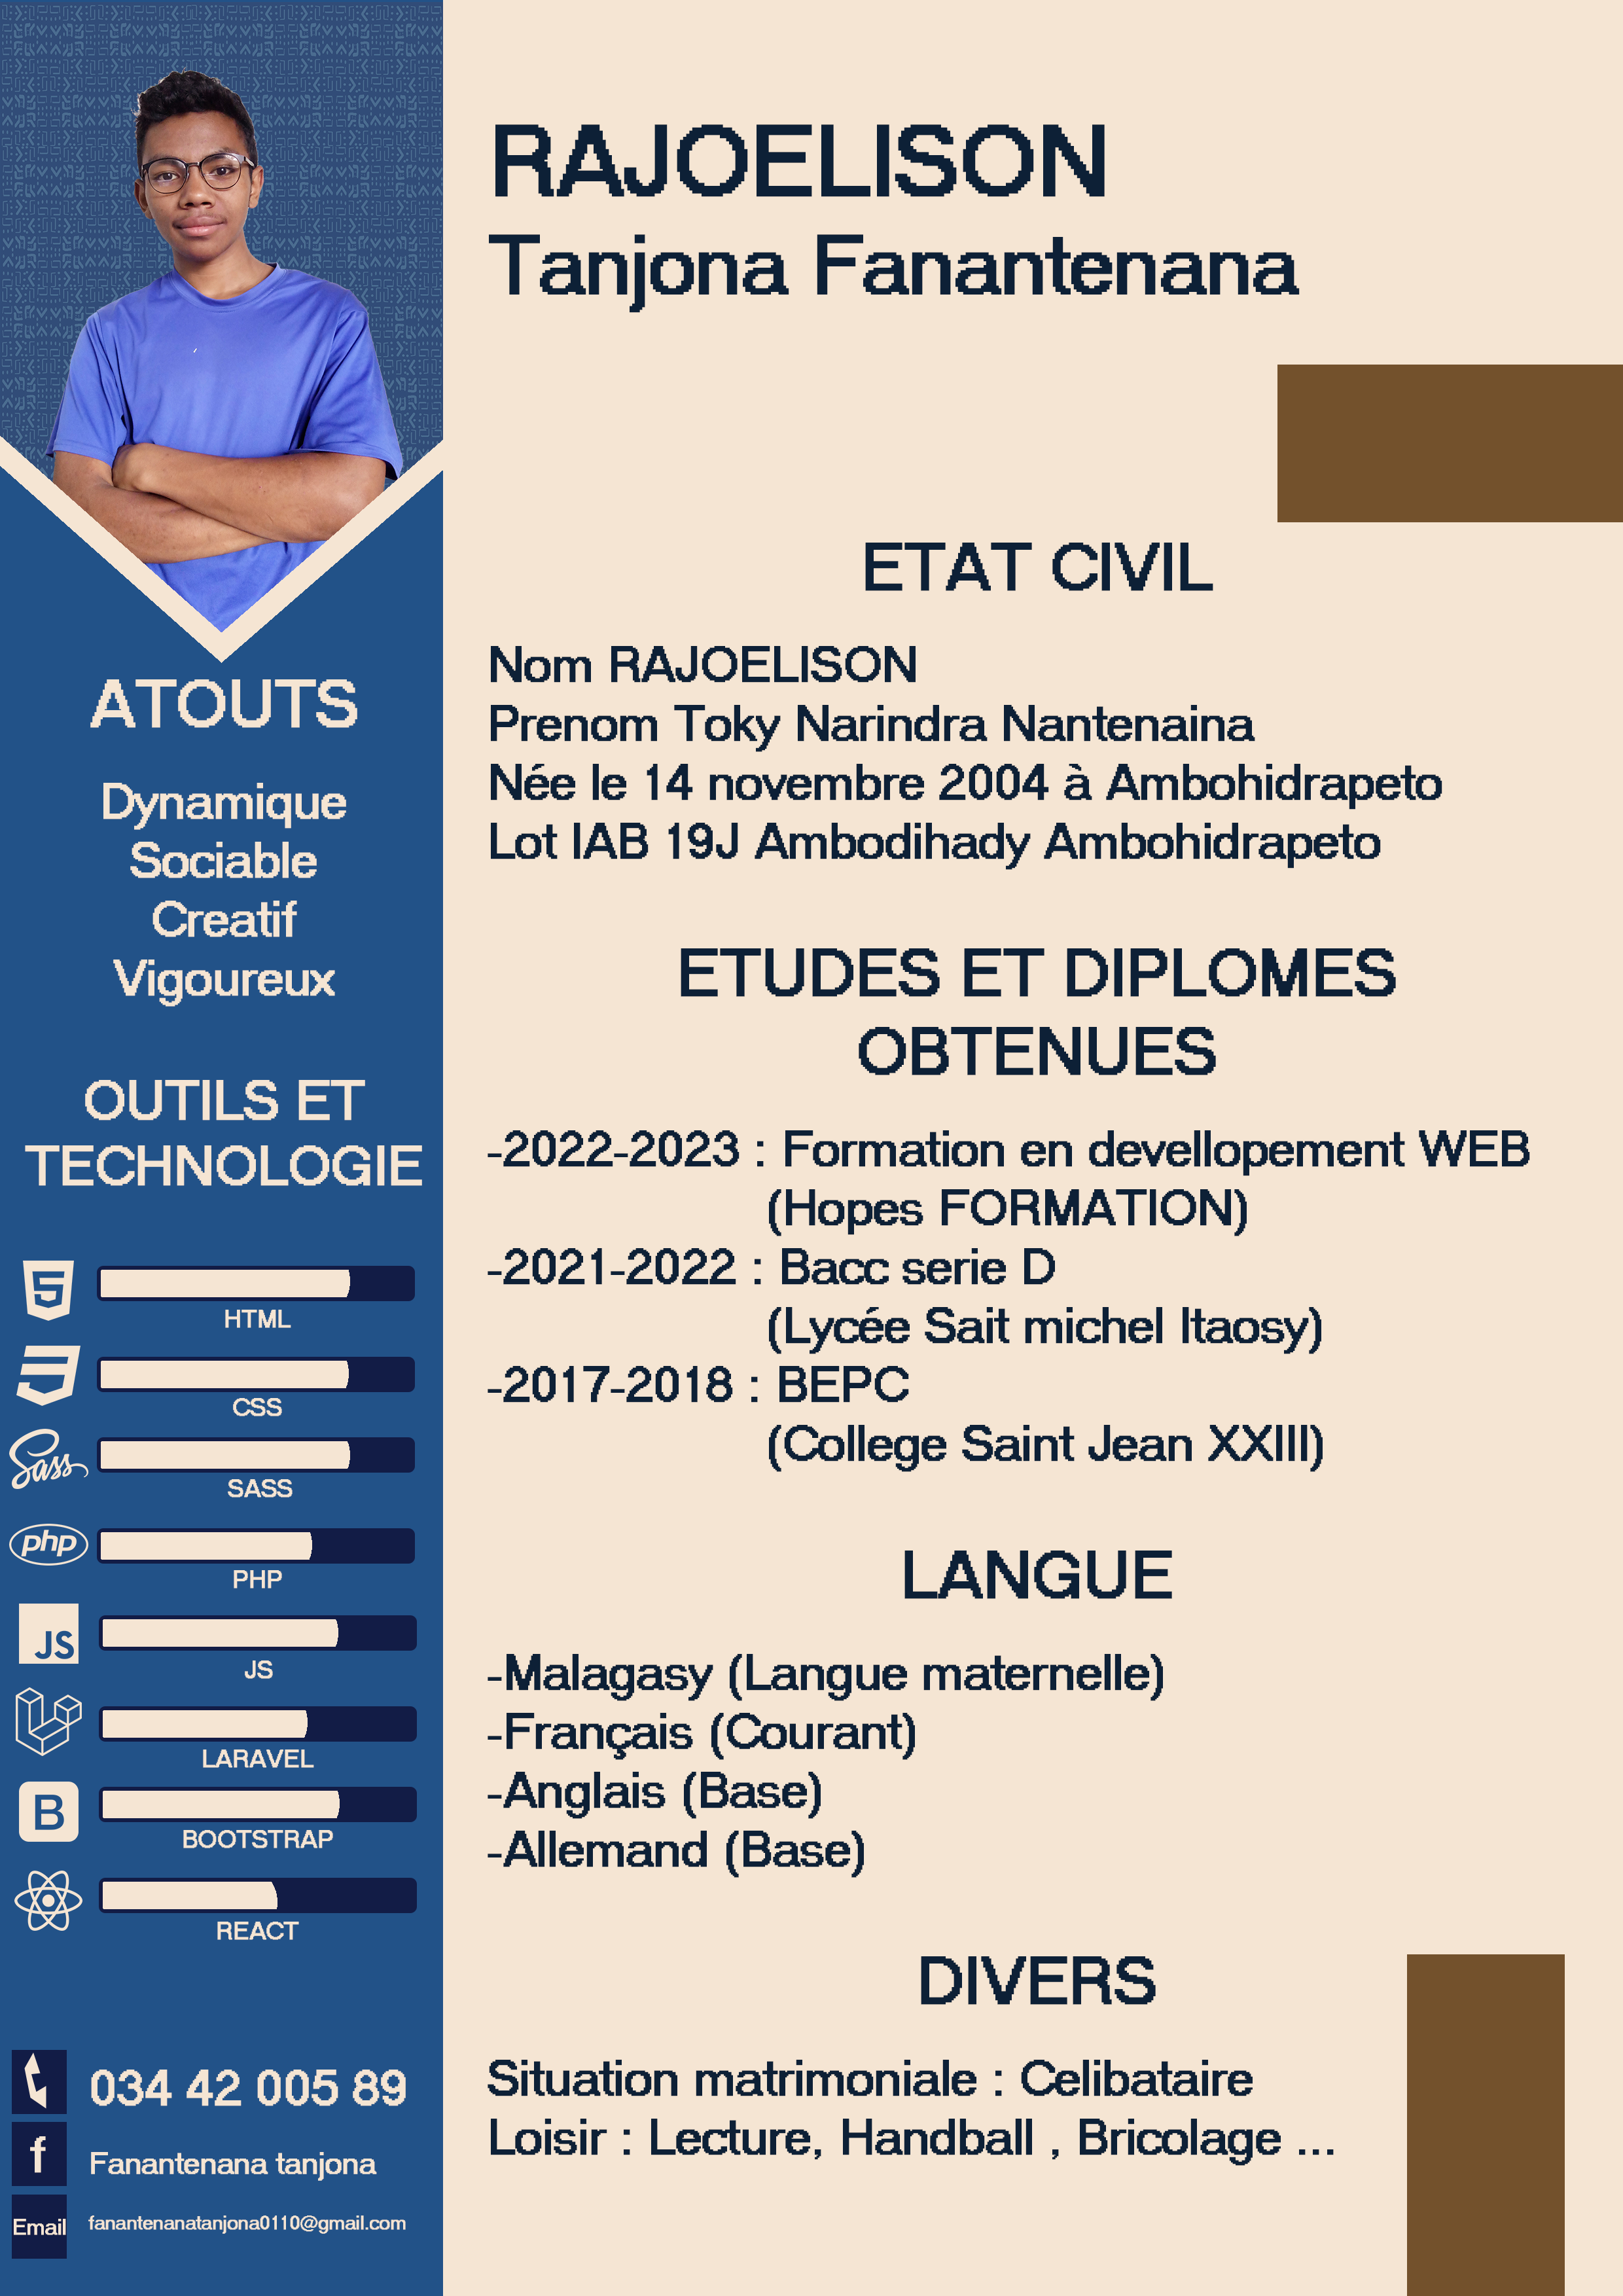 RAJOELISON
Tanjona Fanantenana
ATOUTS
Dynamique
Sociable
Creatif
Vigoureux
OUTILS ET
TECHNOLOGIE
5
HTML
CSS
Sass
SASS
php
PHP
JS
JS
LARAVEL
B
BOOTSTRAP
REACT
034 42 005 89
f
Fanantenana tanjona
Email
fanantenanatanjona0110@gmail.com
ETAT CIVIL
Nom RAJOELISON
Prenom Toky Narindra Nantenaina
Née le 14 novembre 2004 à Ambohidrapeto
Lot IAB 19J Ambodihady Ambohidrapeto
ETUDES ET DIPLOMES
OBTENUES
-2022-2023 : Formation en devellopement WEB
(Hopes FORMATION)
-2021-2022 : Bacc serie D
(Lycée Sait michel Itaosy)
-2017-2018 : BEPC
(College Saint Jean XXIII)
LANGUE
-Malagasy (Langue maternelle)
-Français (Courant)
-Anglais (Base)
-Allemand (Base)
DIVERS
Situation matrimoniale : Celibataire
Loisir : Lecture, Handball , Bricolage ...